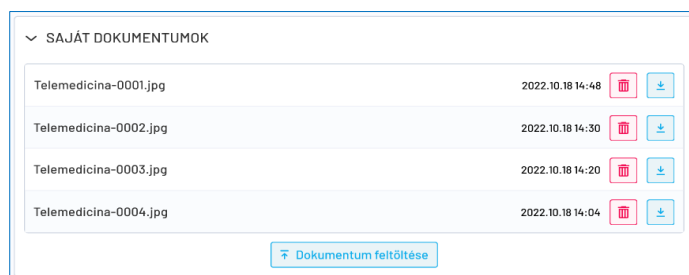 SAJÁT DOKUMENTUMOK
Telemedicina-0001.jpg 2022.10.18 14:48
Telemedicina-0002.jpg 2022.10.18 14:30
Telemedicina-0003.jpg 2022.10.18 14:20
Telemedicina-0004.jpg 2022.10.18 14:04
Dokumentum feltöltése